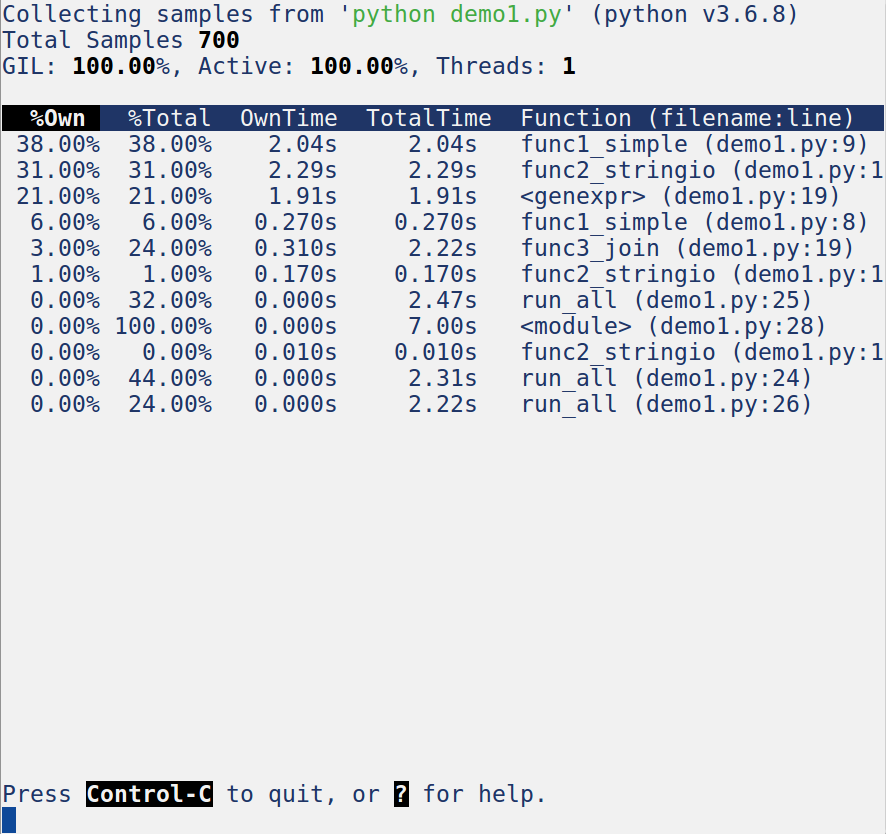 Collecting samples from 'python demo1.py' (python v3.6.8)
Total Samples 700
GIL: 100.00%, Active: 100.00%, Threads: 1
%Own %Total OwnTime TotalTime Function (filename:line)
38.00% 38.00% 2.04s 2.04s func1_simple (demo1.py:9)
31.00% 31.00% 2.29s 2.29s func2_stringio (demo1.py:1
21.00% 21.00% 1.91s 1.91s <genexpr> (demo1.py:19)
6.00% 6.00% 0.270s 0.270s func1_simple (demo1.py:8)
3.00% 24.00% 0.310s 2.22s func3_join (demo1.py:19)
1.00% 1.00% 0.170s 0.170s func2_stringio (demo1.py:1
0.00% 32.00% 0.000s 2.47s run_all (demo1.py:25)
0.00% 100.00% 0.000s 7.00s <module> (demo1.py:28)
0.00% 0.00% 0.010s 0.010s func2_stringio (demo1.py:1
0.00% 44.00% 0.000s 2.31s run_all (demo1.py:24)
0.00% 24.00% 0.000s 2.22s run_all (demo1.py:26)
Press Control-C to quit, or ? for help.